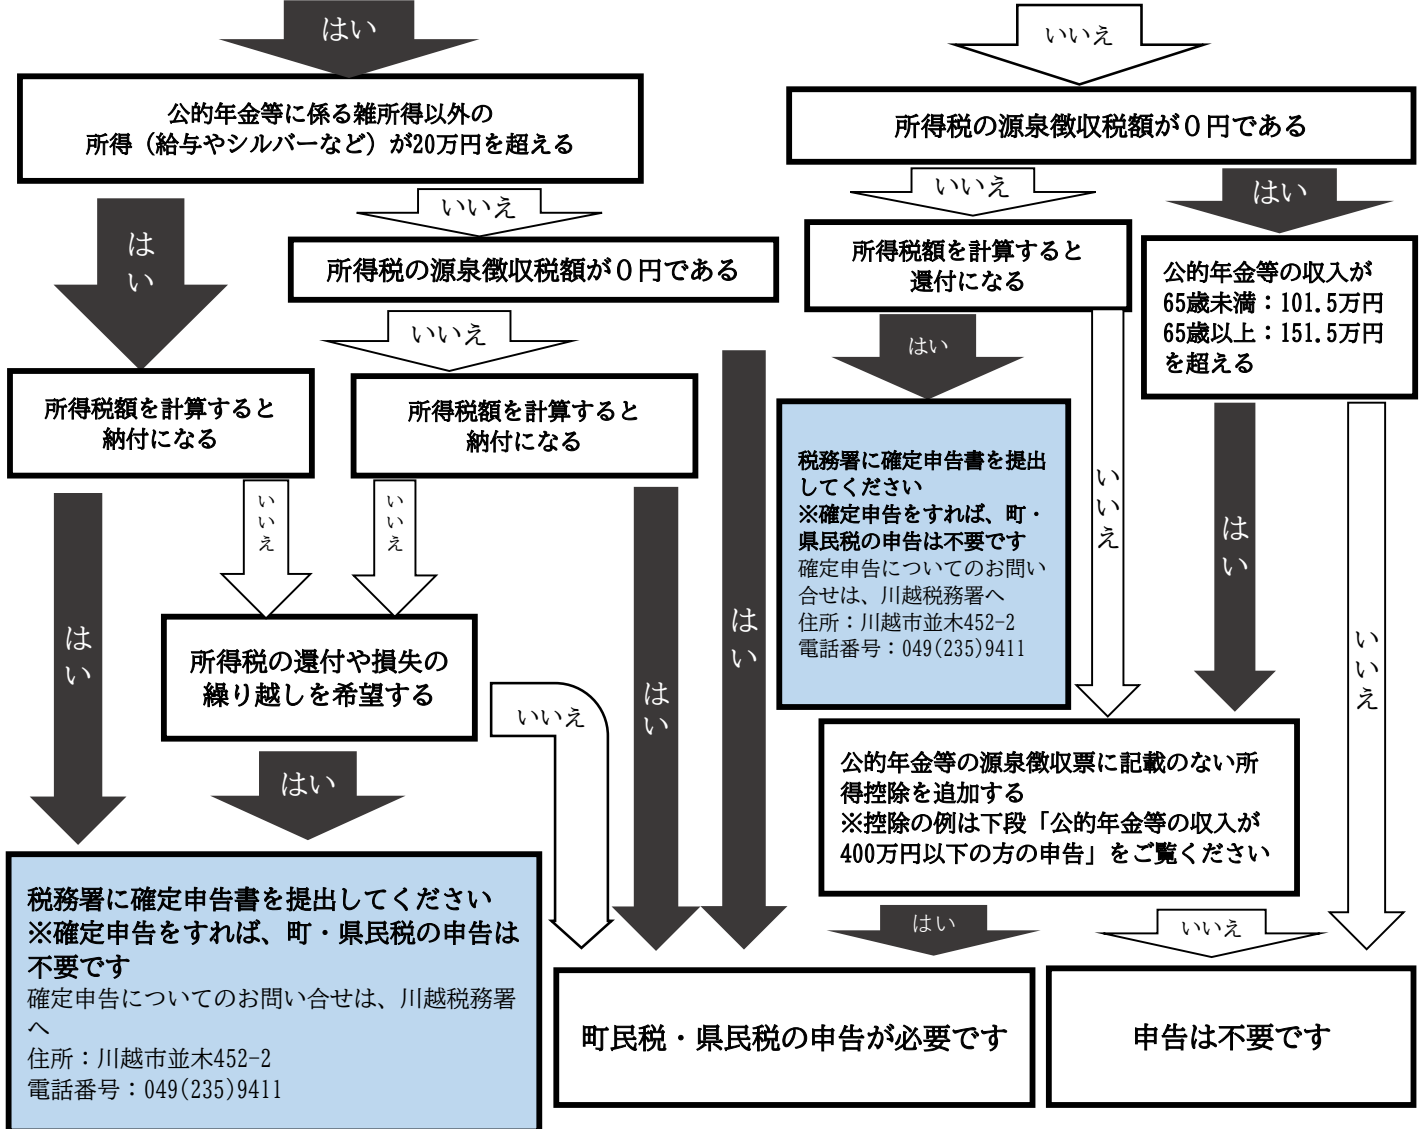 はい
公的年金等に係る雑所得以外の
所得（給与やシルバーなど）が20万円を超える
はい
いいえ
所得税の源泉徴収税額が０円である
いいえ
所得税額を計算すると
納付になる
所得税額を計算すると
納付になる
はい
いいえ
いいえ
はい
はい
所得税の還付や損失の
繰り越しを希望する
いいえ
はい
税務署に確定申告書を提出してください
※確定申告をすれば、町・県民税の申告は
不要です
確定申告についてのお問い合せは、川越税務署
へ
住所：川越市並木452-2
電話番号：049(235)9411
いいえ
所得税の源泉徴収税額が０円である
いいえ
はい
所得税額を計算すると
還付になる
公的年金等の収入が
65歳未満：101.5万円
65歳以上：151.5万円
を超える
はい
いいえ
はい
いいえ
税務署に確定申告書を提出
してください
※確定申告をすれば、町・
県民税の申告は不要です
確定申告についてのお問い
合せは、川越税務署へ
住所：川越市並木452-2
電話番号：049(235)9411
公的年金等の源泉徴収票に記載のない所
得控除を追加する
※控除の例は下段「公的年金等の収入が
400万円以下の方の申告」をご覧ください
はい
いいえ
町民税・県民税の申告が必要です
申告は不要です